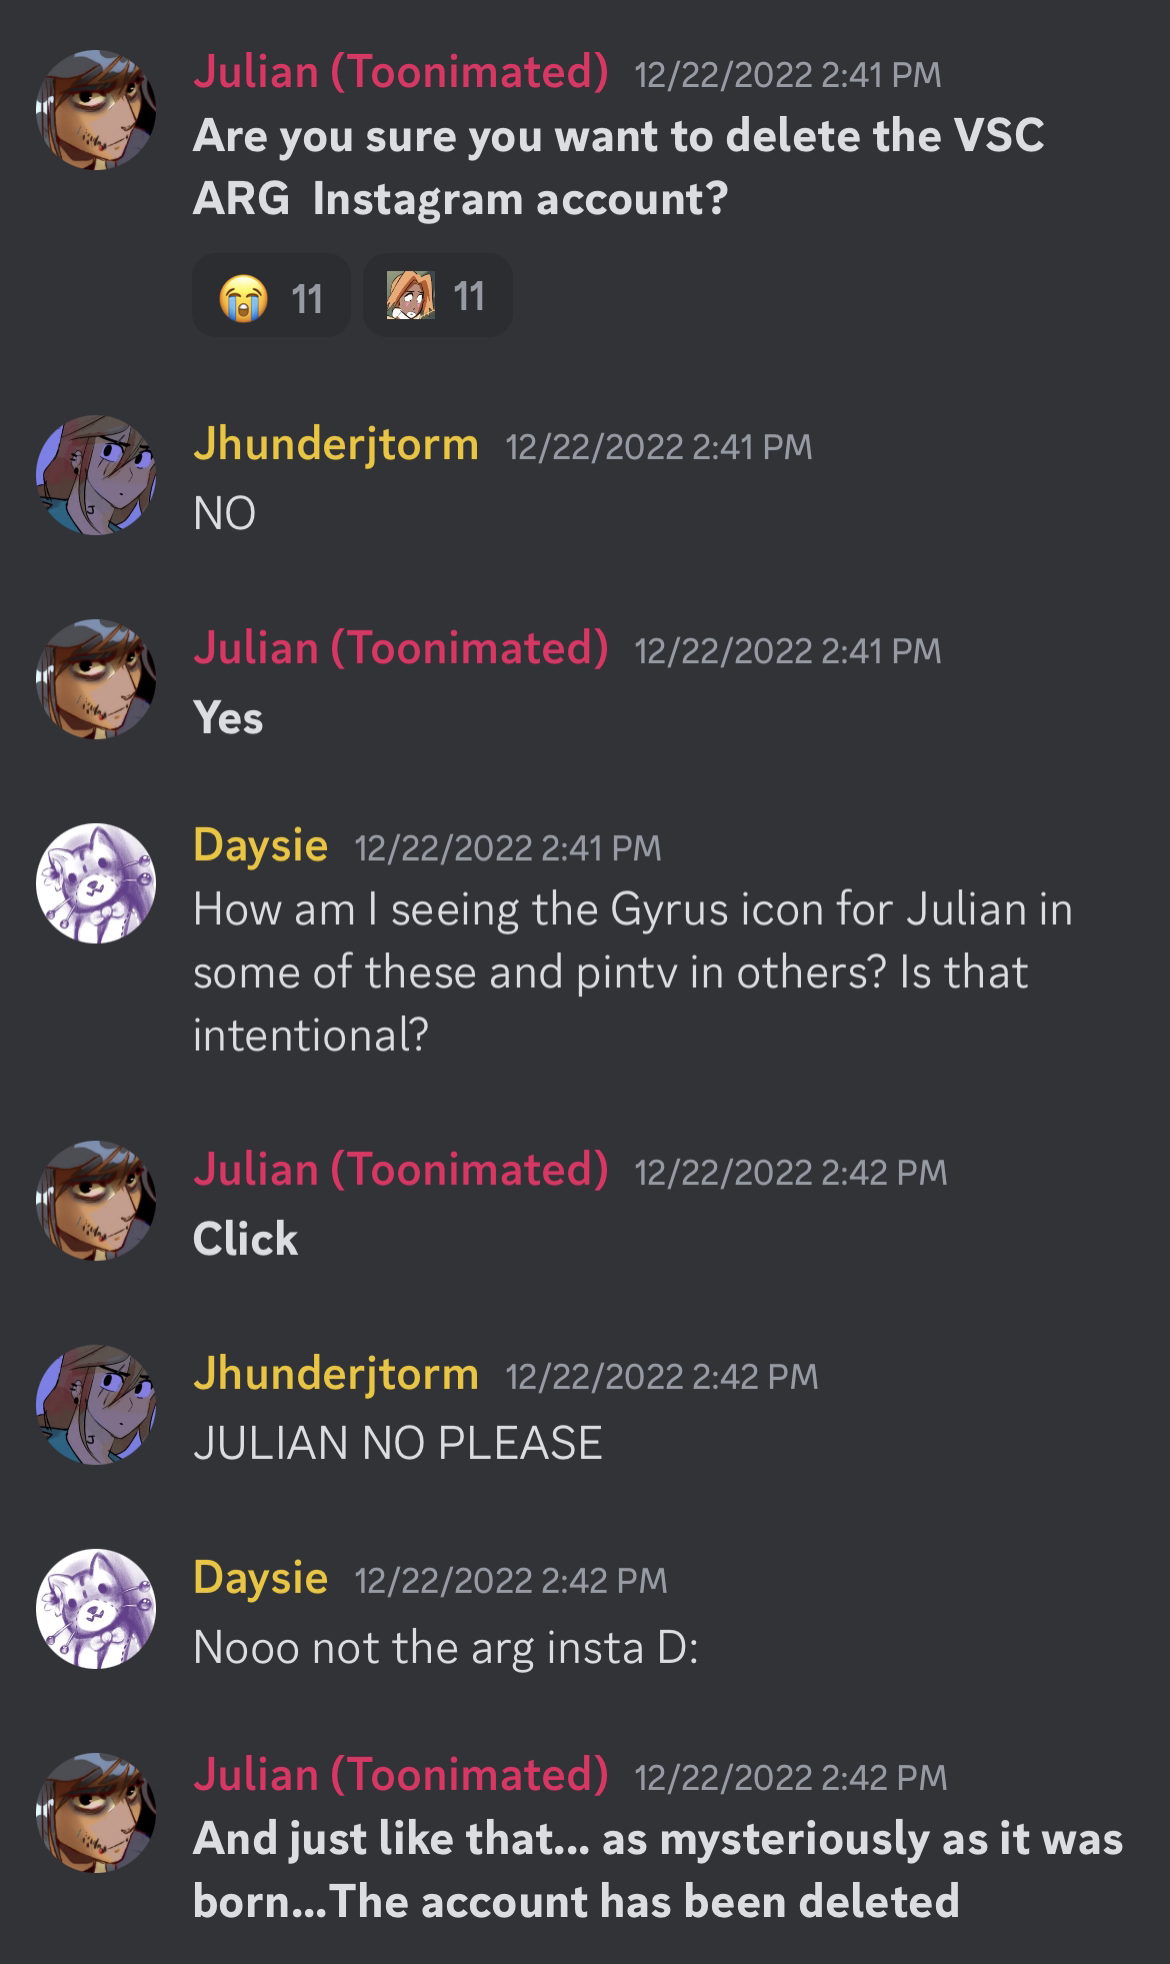 Julian (Toonimated) 12/22/2022 2:41 PM
Are you sure you want to delete the VSC
ARG  Instagram account?
11 11
Jhunderjtorm 12/22/2022 2:41 PM
NO
Julian (Toonimated) 12/22/2022 2:41 PM
Yes
Daysie 12/22/2022 2:41 PM
How am I seeing the Gyrus icon for Julian in
some of these and pintv in others? Is that
intentional?
Julian (Toonimated) 12/22/2022 2:42 PM
Click
Jhunderjtorm 12/22/2022 2:42 PM
JULIAN NO PLEASE
Daysie 12/22/2022 2:42 PM
Nooo not the arg insta D:
Julian (Toonimated) 12/22/2022 2:42 PM
And just like that... as mysteriously as it was
born...The account has been deleted